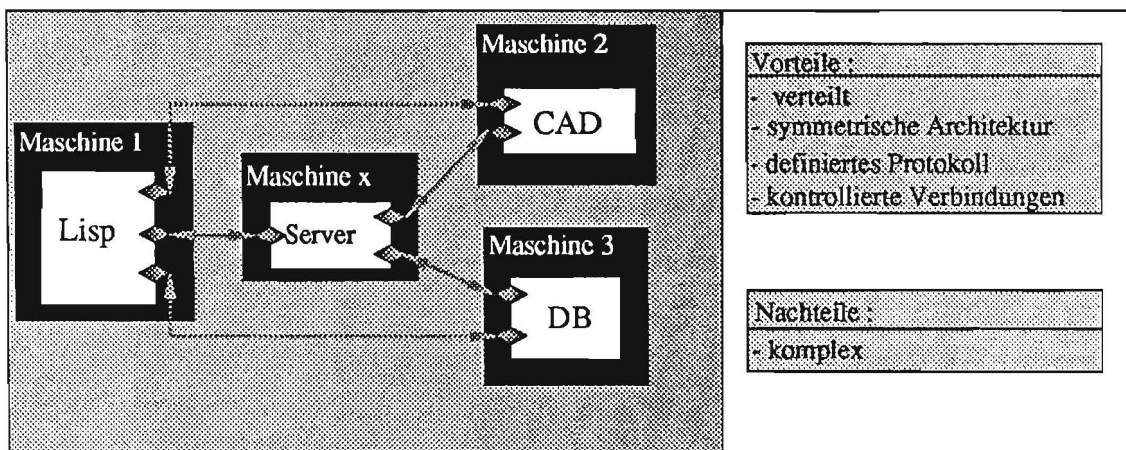 Maschine 1
Lisp
Maschine x
Server
Maschine 2
CAD
Maschine 3
DB
Vorteile :
- verteilt
- symmetrische Architektur
- definiertes Protokoll
- kontrollierte Verbindungen
Nachteile :
- komplex